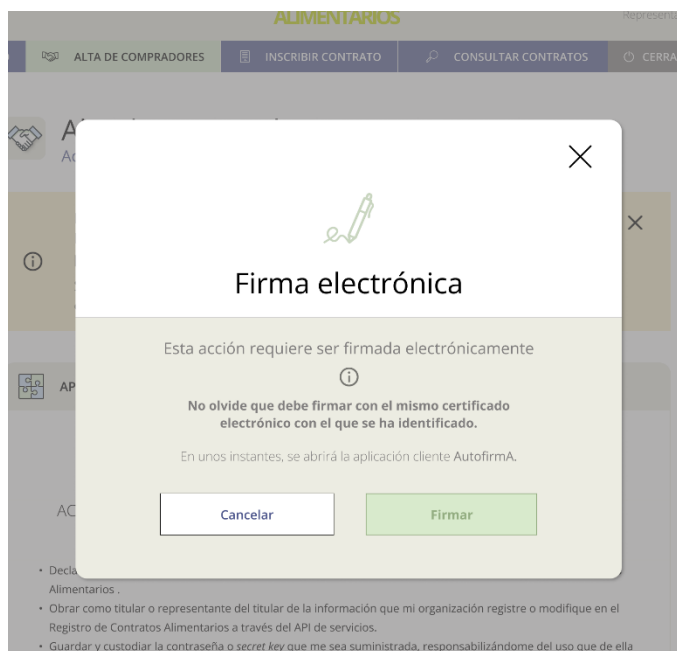 ALIMENTARIOS
ALTA DE COMPRADORES
INSCRIBIR CONTRATO
CONSULTAR CONTRATOS
Firma electrónica
Esta acción requiere ser firmada electrónicamente
No olvide que debe firmar con el mismo certificado
electrónico con el que se ha identificado.
En unos instantes, se abrirá la aplicación cliente AutofirmA.
Cancelar
Firmar
Alimentarios .
• Obrar como titular o representante del titular de la información que mi organización registre o modifique en el
Registro de Contratos Alimentarios a través del API de servicios.
• Guardar y custodiar la contraseña o secret key que me sea suministrada, responsabilizándome del uso que de ella